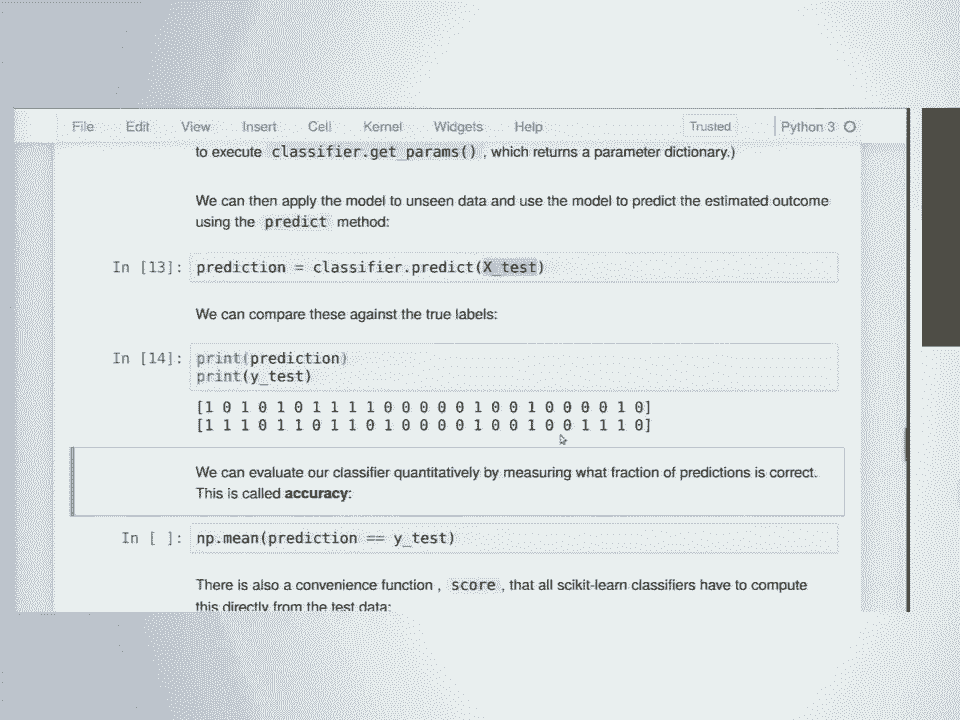 File Edit View Insert Cell Kernel Widgets Help Trusted Python 3
to execute classifier.get_params() , which returns a parameter dictionary.)
We can then apply the model to unseen data and use the model to predict the estimated outcome
using the predict method:
In [13]: prediction = classifier.predict(X_test)
We can compare these against the true labels:
In [14]: print(prediction)
print(y_test)
[1 0 1 0 1 0 1 1 1 1 0 0 0 0 0 1 0 0 1 0 0 0 0 1 0]
[1 1 1 0 1 1 0 1 1 0 1 0 0 0 0 1 0 0 1 0 0 1 1 1 0]
We can evaluate our classifier quantitatively by measuring what fraction of predictions is correct.
This is called accuracy:
In [ ]: np.mean(prediction == y_test)
There is also a convenience function , score , that all scikit-learn classifiers have to compute
this directly from the test data: